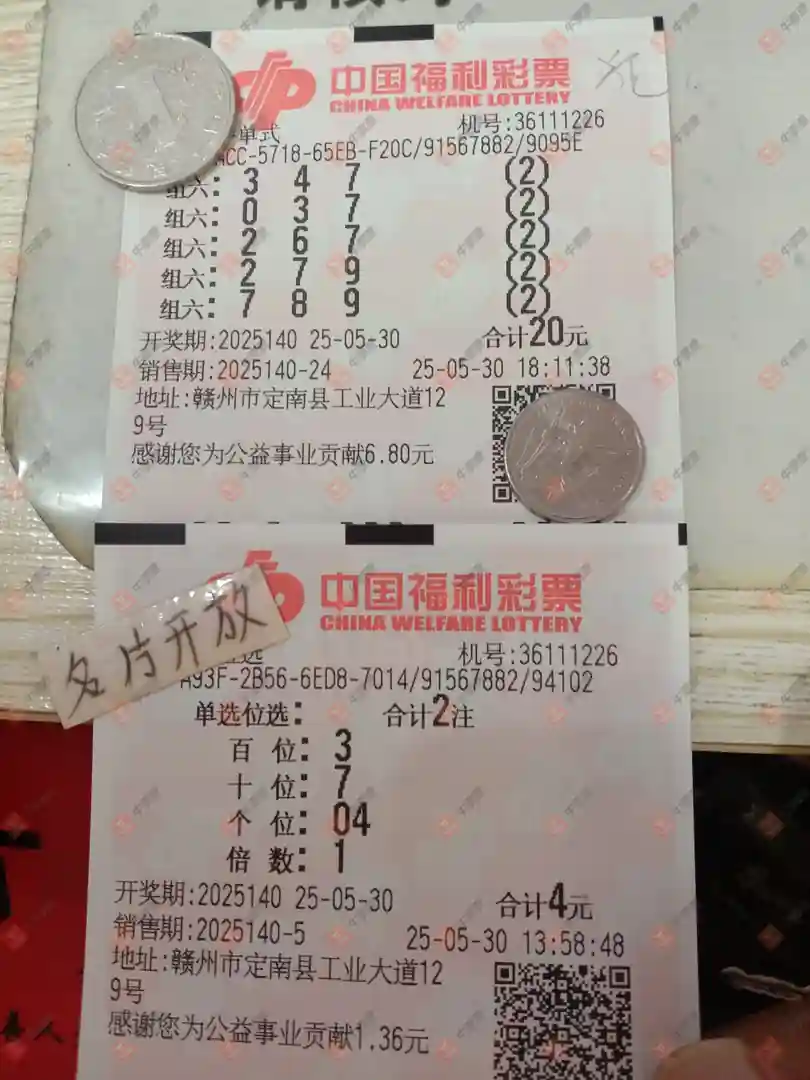 中国福利彩票
CHINA WELFARE LOTTERY
单式
机号:36111226
ACC-5718-65EB-F20C/91567882/9095E
组六: 3 4 7 (2)
组六: 0 3 7 (2)
组六: 2 6 7 (2)
组六: 2 7 9 (2)
组六: 7 8 9 (2)
开奖期:2025140 25-05-30 合计20元
销售期:2025140-24 25-05-30 18:11:38
地址:赣州市定南县工业大道12
9号
感谢您为公益事业贡献6.80元
中国福利彩票
CHINA WELFARE LOTTERY
名片开放
位选 机号:36111226
A93F-2B56-6ED8-7014/91567882/94102
单选位选: 合计2注
百 位: 3
十 位: 7
个 位: 04
倍 数: 1
开奖期:2025140 25-05-30 合计4元
销售期:2025140-5 25-05-30 13:58:48
地址:赣州市定南县工业大道12
9号
感谢您为公益事业贡献1.36元